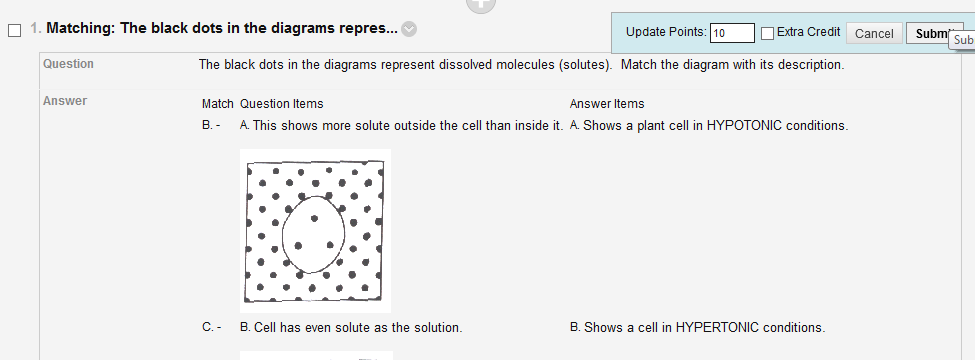 1. Matching: The black dots in the diagrams repres...
Update Points: 10 Extra Credit Cancel
Sub
Question The black dots in the diagrams represent dissolved molecules (solutes). Match the diagram with its description.
Answer Match Question Items Answer Items
B. - A. This shows more solute outside the cell than inside it. A. Shows a plant cell in HYPOTONIC conditions.
C. - B. Cell has even solute as the solution. B. Shows a cell in HYPERTONIC conditions.